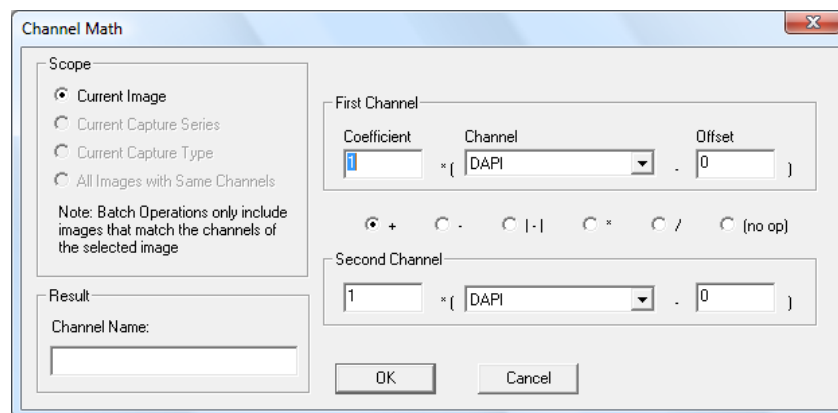 Channel Math
x
Scope
Current Image
Current Capture Series
Current Capture Type
All Images with Same Channels
Note: Batch Operations only include
images that match the channels of
the selected image
Result
Channel Name:
First Channel
Coefficient Channel Offset
1 *( DAPI - 0 )
+ - |-| * / (no op)
Second Channel
1 *( DAPI - 0 )
OK Cancel